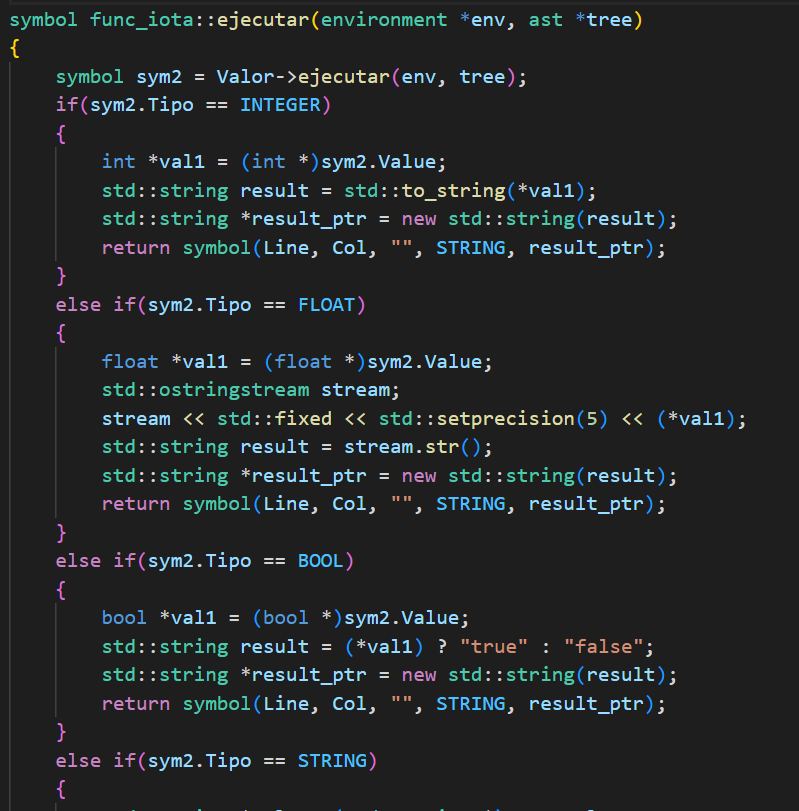 symbol func_iota::ejecutar(environment *env, ast *tree)
{
    symbol sym2 = Valor->ejecutar(env, tree);
    if(sym2.Tipo == INTEGER)
    {
        int *val1 = (int *)sym2.Value;
        std::string result = std::to_string(*val1);
        std::string *result_ptr = new std::string(result);
        return symbol(Line, Col, "", STRING, result_ptr);
    }
    else if(sym2.Tipo == FLOAT)
    {
        float *val1 = (float *)sym2.Value;
        std::ostringstream stream;
        stream << std::fixed << std::setprecision(5) << (*val1);
        std::string result = stream.str();
        std::string *result_ptr = new std::string(result);
        return symbol(Line, Col, "", STRING, result_ptr);
    }
    else if(sym2.Tipo == BOOL)
    {
        bool *val1 = (bool *)sym2.Value;
        std::string result = (*val1) ? "true" : "false";
        std::string *result_ptr = new std::string(result);
        return symbol(Line, Col, "", STRING, result_ptr);
    }
    else if(sym2.Tipo == STRING)
    {